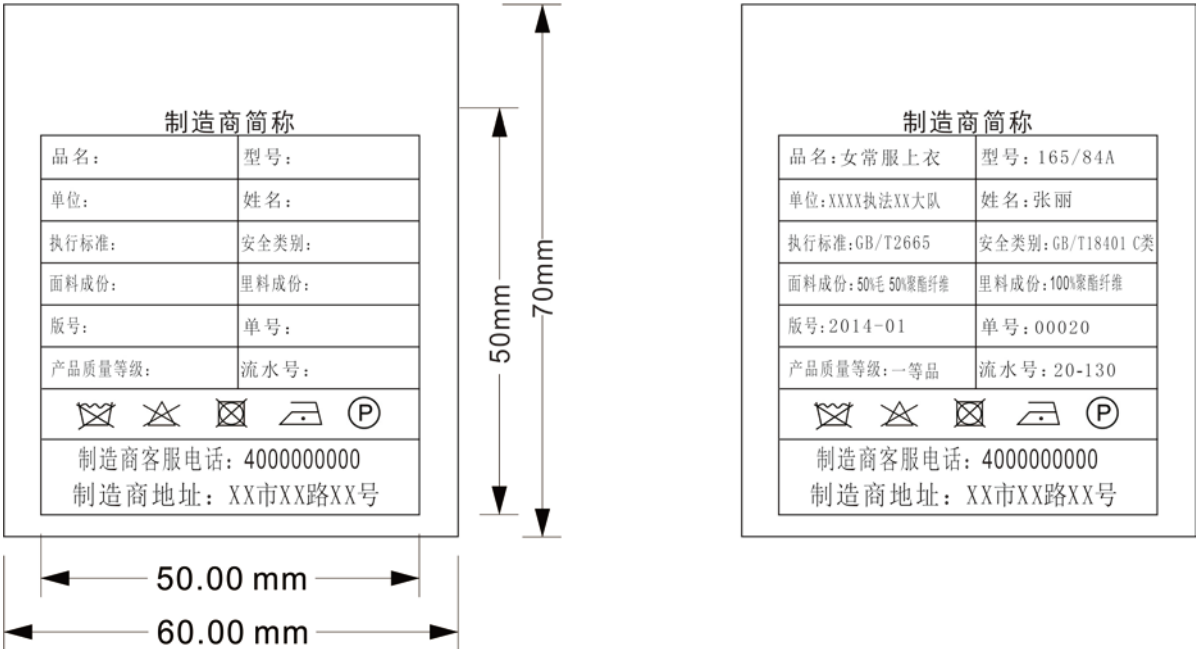 制造商简称
品名: 型号:
单位: 姓名:
执行标准: 安全类别:
面料成份: 里料成份:
版号: 单号:
产品质量等级: 流水号:
P
制造商客服电话: 4000000000
制造商地址: XX市XX路XX号
50mm
70mm
50.00 mm
60.00 mm
制造商简称
品名:女常服上衣 型号:165/84A
单位:XXXX执法XX大队 姓名:张丽
执行标准:GB/T2665 安全类别:GB/T18401 C类
面料成份:50%毛 50%聚酯纤维 里料成份:100%聚酯纤维
版号:2014-01 单号:00020
产品质量等级:一等品 流水号:20-130
P
制造商客服电话: 4000000000
制造商地址: XX市XX路XX号